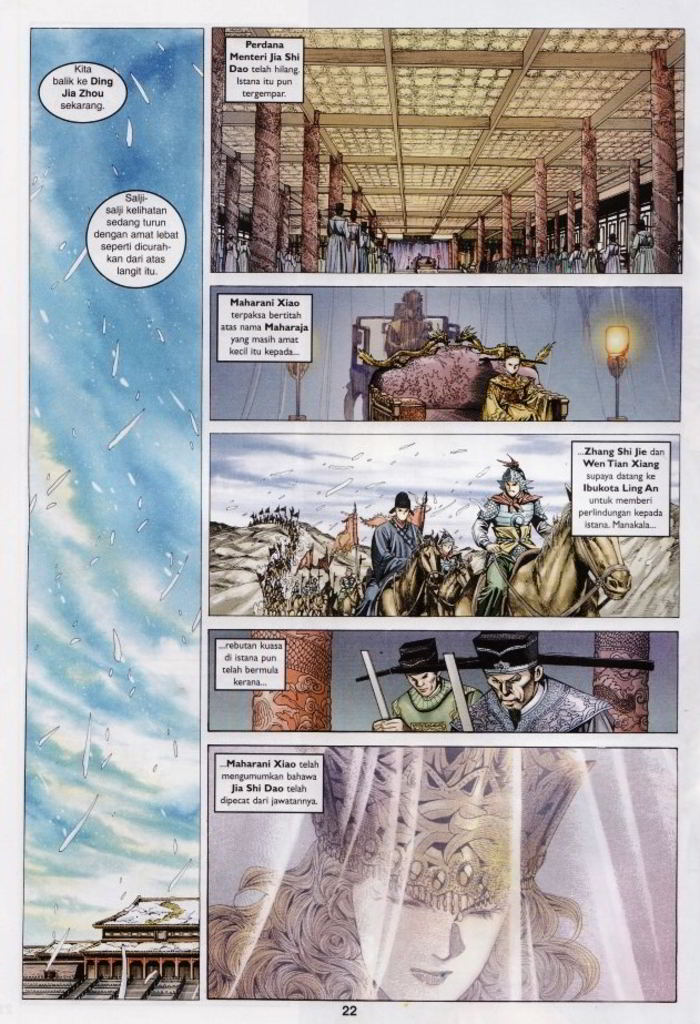 Kita
balik ke Ding
Jia Zhou
sekarang.
Salji-
salji kelihatan
sedang turun
dengan amat lebat
seperti dicurah-
kan dari atas
langit itu.
Perdana
Menteri Jia Shi
Dao telah hilang.
Istana itu pun
tergempar.
Maharani Xiao
terpaksa bertitah
atas nama Maharaja
yang masih amat
kecil itu kepada...
...Zhang Shi Jie dan
Wen Tian Xiang
supaya datang ke
Ibukota Ling An
untuk memberi
perlindungan kepada
istana. Manakala...
...rebutan kuasa
di istana pun
telah bermula
kerana...
...Maharani Xiao telah
mengumumkan bahawa
Jia Shi Dao telah
dipecat dari jawatannya.
22